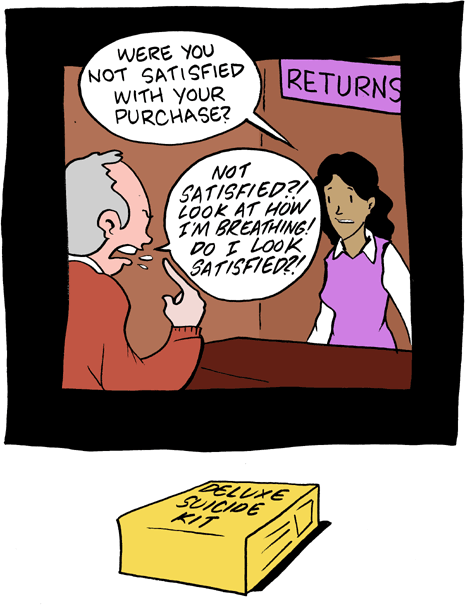 WERE YOU
NOT SATISFIED
WITH YOUR
PURCHASE?
RETURNS
NOT
SATISFIED?!
LOOK AT HOW
I'M BREATHING!
DO I LOOK
SATISFIED?!
DELUXE
SUICIDE
KIT